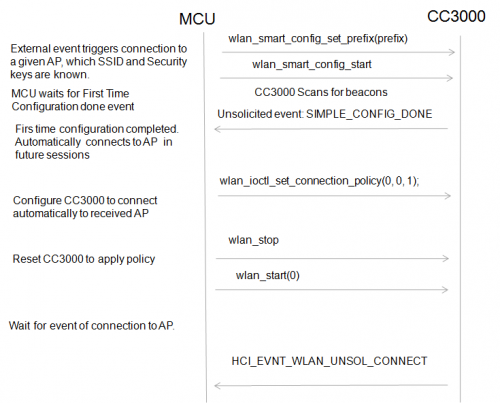 MCU
CC3000
wlan_smart_config_set_prefix(prefix)
External event triggers connection to
a given AP, which SSID and Security
keys are known.
wlan_smart_config_start
MCU waits for First Time
Configuration done event
CC3000 Scans for beacons
Unsolicited event: SIMPLE_CONFIG_DONE
Firs time configuration completed.
Automatically connects to AP in
future sessions
wlan_ioctl_set_connection_policy(0, 0, 1);
Configure CC3000 to connect
automatically to received AP
wlan_stop
Reset CC3000 to apply policy
wlan_start(0)
Wait for event of connection to AP.
HCI_EVNT_WLAN_UNSOL_CONNECT